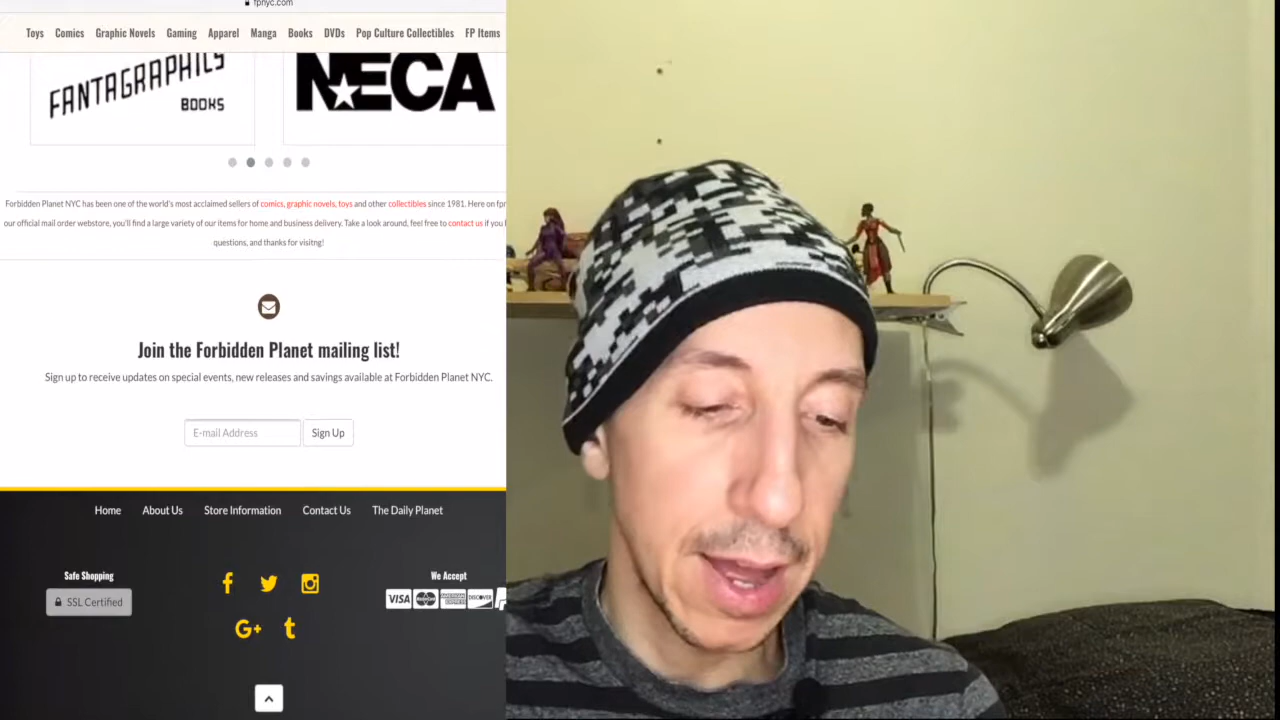 fpnyc.com
Toys Comics Graphic Novels Gaming Apparel Manga Books DVDs Pop Culture Collectibles FP Items
FANTAGRAPHICS
BOOKS
NECA
Forbidden Planet NYC has been one of the world's most acclaimed sellers of comics, graphic novels, toys and other collectibles since 1981. Here on
our official mail order webstore, you'll find a large variety of our items for home and business delivery. Take a look around, feel free to contact us if
questions, and thanks for visitng!
Join the Forbidden Planet mailing list!
Sign up to receive updates on special events, new releases and savings available at Forbidden Planet NYC.
E-mail Address Sign Up
Home About Us Store Information Contact Us The Daily Planet
Safe Shopping We Accept
SSL Certified VISA MasterCard AMERICAN EXPRESS DISCOVER